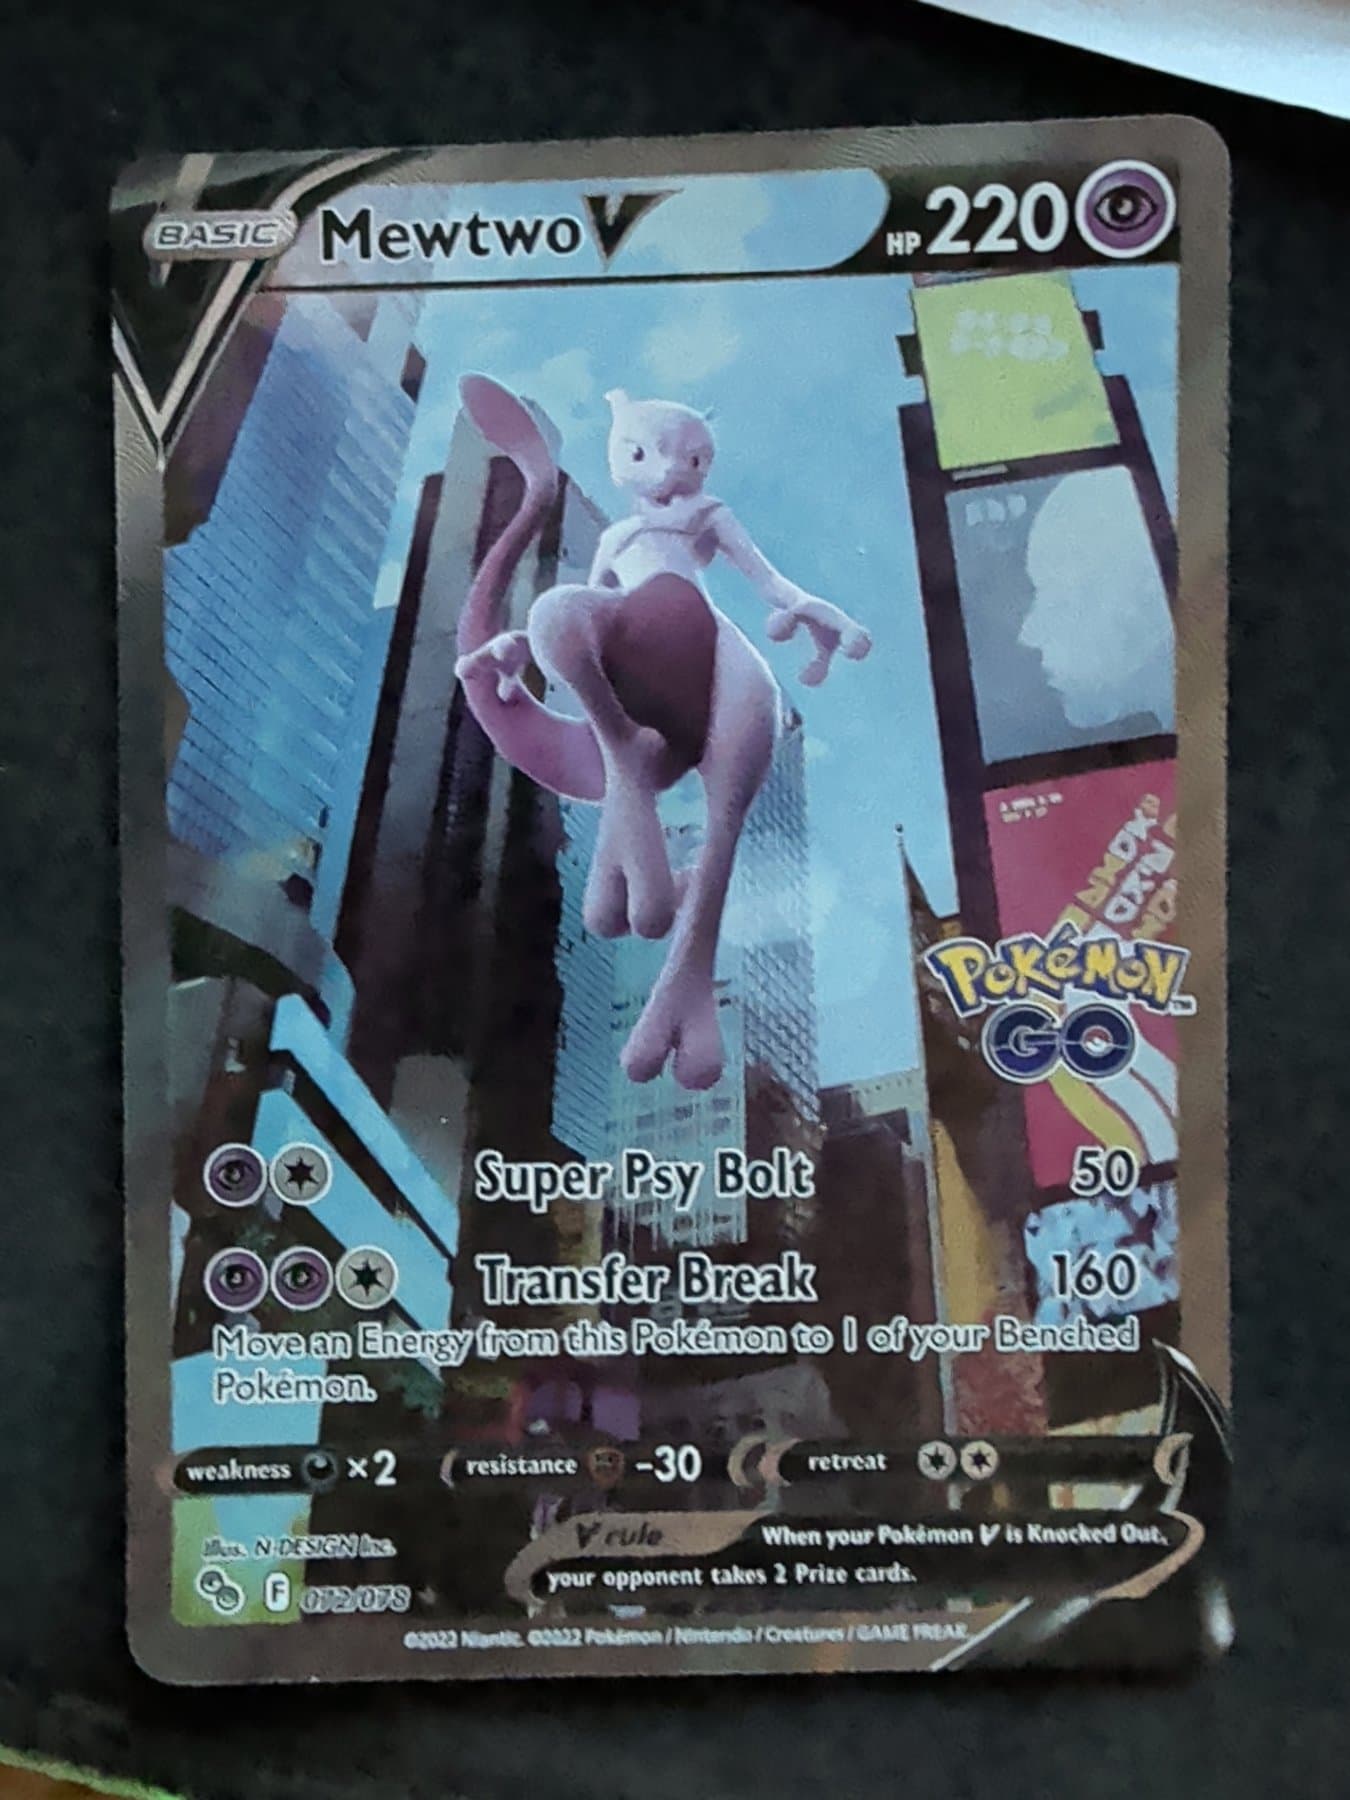 BASIC Mewtwo V HP 220
Pokémon™
GO
Super Psy Bolt 50
Transfer Break 160
Move an Energy from this Pokémon to 1 of your Benched
Pokémon.
weakness ×2 resistance -30 retreat
V rule When your Pokémon V is Knocked Out,
your opponent takes 2 Prize cards.
Illus. N-DESIGN Inc.
F 072/078
©2022 Niantic. ©2022 Pokémon / Nintendo / Creatures / GAME FREAK